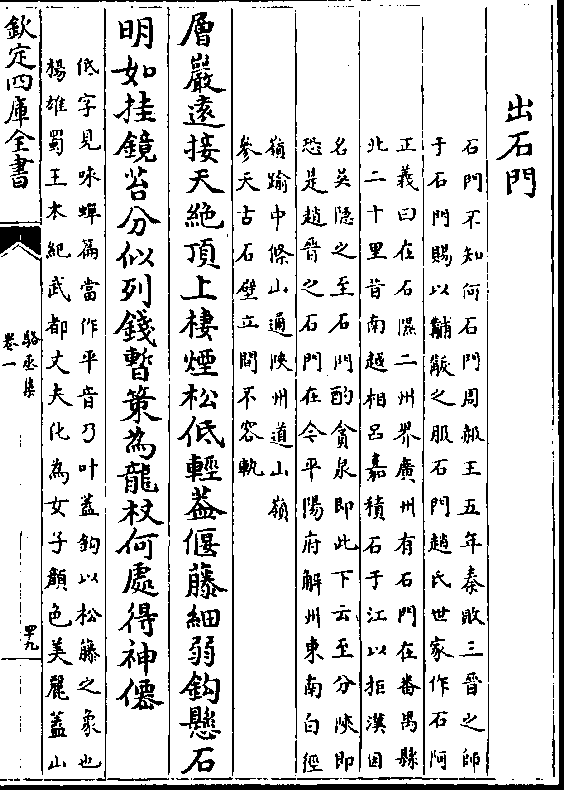 出石門
石門不知何石門周赧王五年秦敗三晉之師
于石門賜以黼黻之服石門趙氏世家作石阿
正義曰在石隰二州界廣州有石門在番禺縣
北二十里昔南越相呂嘉積石于江以拒漢因
名吳隱之至石門酌貪泉即此下云至分陜即
恐是趙晉之石門在今平陽府解州東南白徑
嶺踰中條山通陜州道山嶺
參天古石壁立間不容軌
層巖遠接天絶頂上棲煙松低輕葢偃藤細弱鈎懸石
明如挂鏡苔分似列錢暫策為龍杖何處得神僊
低字見咏蟬篇當作平音乃叶葢鈎以松藤之象也
楊雄蜀王本紀武都丈夫化為女子顔色美麗葢山
欽定四庫全書
駱丞集
卷一
四九